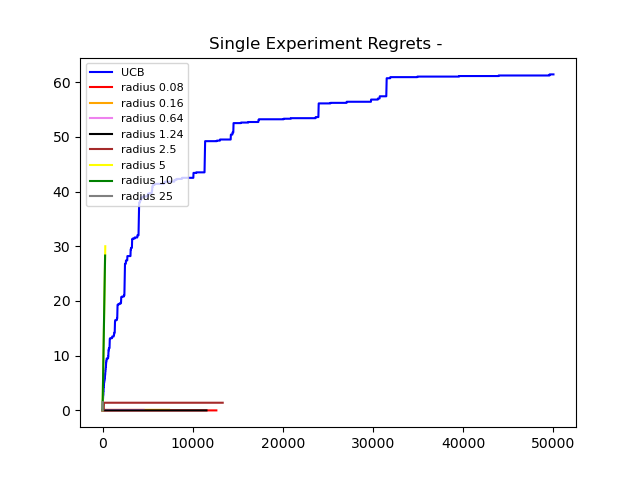 Single Experiment Regrets -
UCB
radius 0.08
radius 0.16
radius 0.64
radius 1.24
radius 2.5
radius 5
radius 10
radius 25
60
50
40
30
20
10
0
0 10000 20000 30000 40000 50000